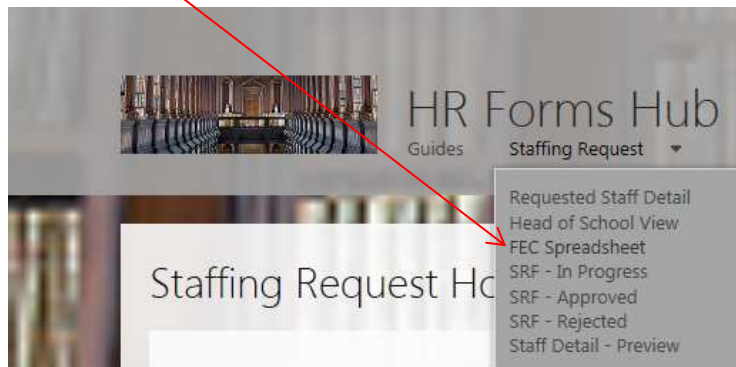 HR Forms Hub
Guides Staffing Request
Requested Staff Detail
Head of School View
FEC Spreadsheet
SRF - In Progress
SRF - Approved
SRF - Rejected
Staff Detail - Preview
Staffing Request Ho